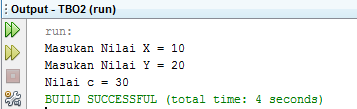 Output - TBO2 (run)
run:
Masukan Nilai X = 10
Masukan Nilai Y = 20
Nilai c = 30
BUILD SUCCESSFUL (total time: 4 seconds)